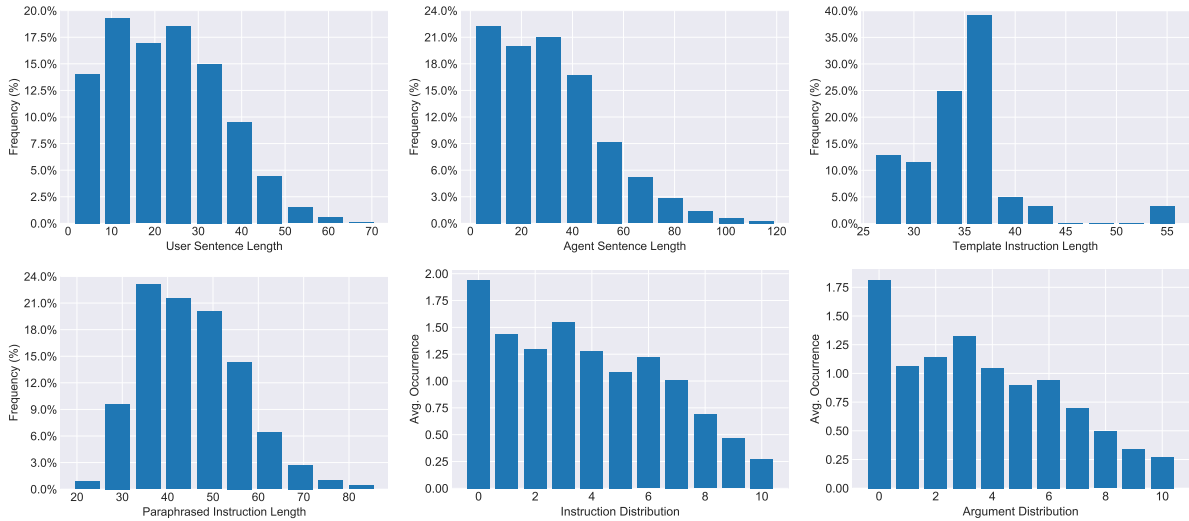 20.0%
17.5%
15.0%
12.5%
10.0%
7.5%
5.0%
2.5%
0.0%
Frequency (%)
0 10 20 30 40 50 60 70
User Sentence Length
24.0%
21.0%
18.0%
15.0%
12.0%
9.0%
6.0%
3.0%
0.0%
Frequency (%)
0 20 40 60 80 100 120
Agent Sentence Length
40.0%
35.0%
30.0%
25.0%
20.0%
15.0%
10.0%
5.0%
0.0%
Frequency (%)
25 30 35 40 45 50 55
Template Instruction Length
24.0%
21.0%
18.0%
15.0%
12.0%
9.0%
6.0%
3.0%
0.0%
Frequency (%)
20 30 40 50 60 70 80
Paraphrased Instruction Length
2.00
1.75
1.50
1.25
1.00
0.75
0.50
0.25
0.00
Avg. Occurrence
0 2 4 6 8 10
Instruction Distribution
1.75
1.50
1.25
1.00
0.75
0.50
0.25
0.00
Avg. Occurrence
0 2 4 6 8 10
Argument Distribution